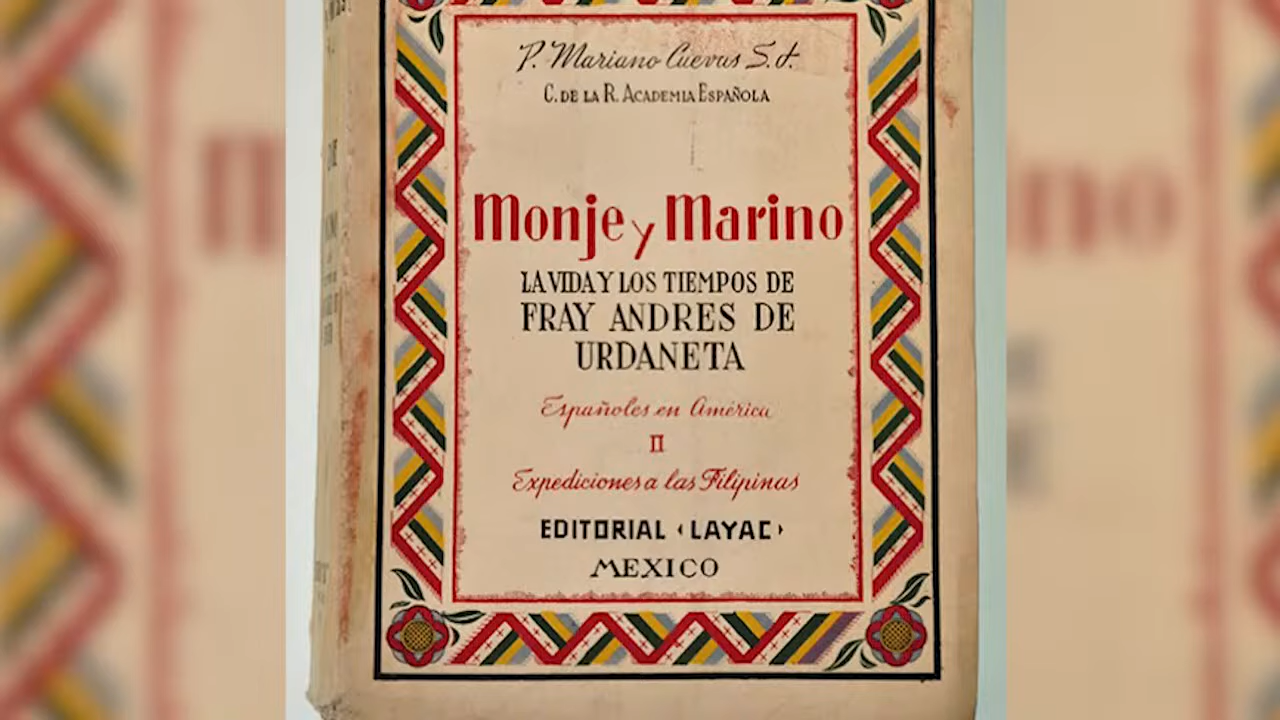 P. Mariano Cuevas S.J.
C. DE LA R. ACADEMIA ESPAÑOLA
Monje y Marino
LA VIDA Y LOS TIEMPOS DE
FRAY ANDRES DE
URDANETA
Españoles en América
II
Expediciones a las Filipinas
EDITORIAL "LAYAC"
MEXICO